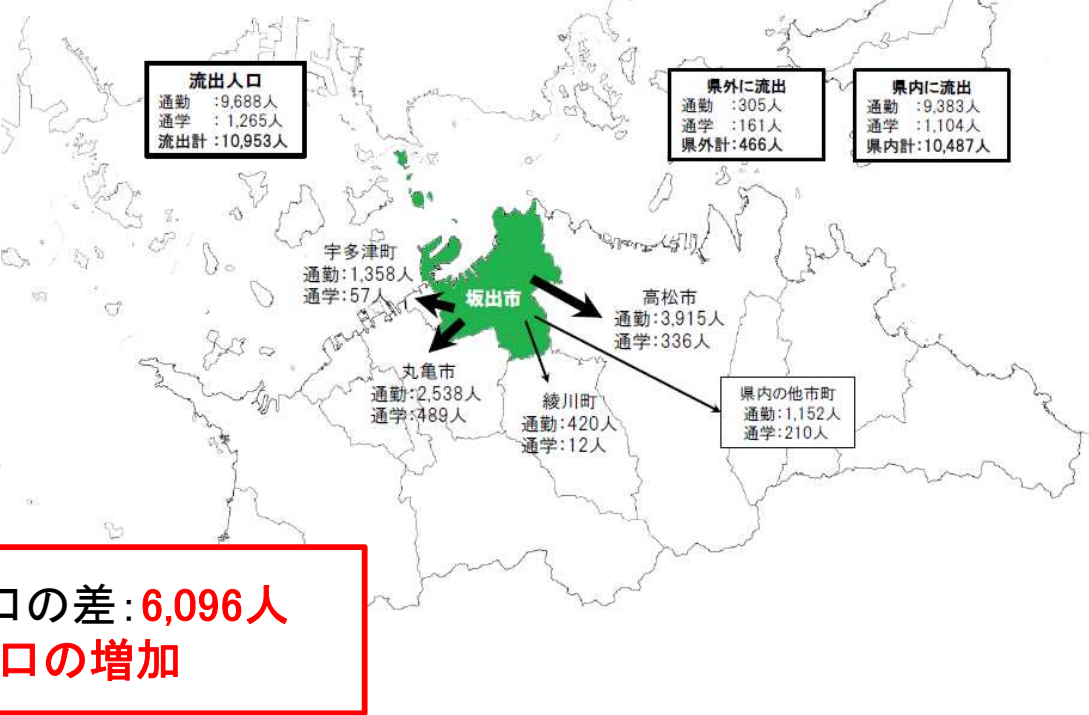 流出人口
通勤 :9,688人
通学 :1,265人
流出計:10,953人
県外に流出
通勤 :305人
通学 :161人
県外計:466人
県内に流出
通勤 :9,383人
通学 :1,104人
県内計:10,487人
宇多津町
通勤:1,358人
通学:57人
坂出市
高松市
通勤:3,915人
通学:336人
丸亀市
通勤:2,538人
通学:489人
綾川町
通勤:420人
通学:12人
県内の他市町
通勤:1,152人
通学:210人
口の差:6,096人
口の増加